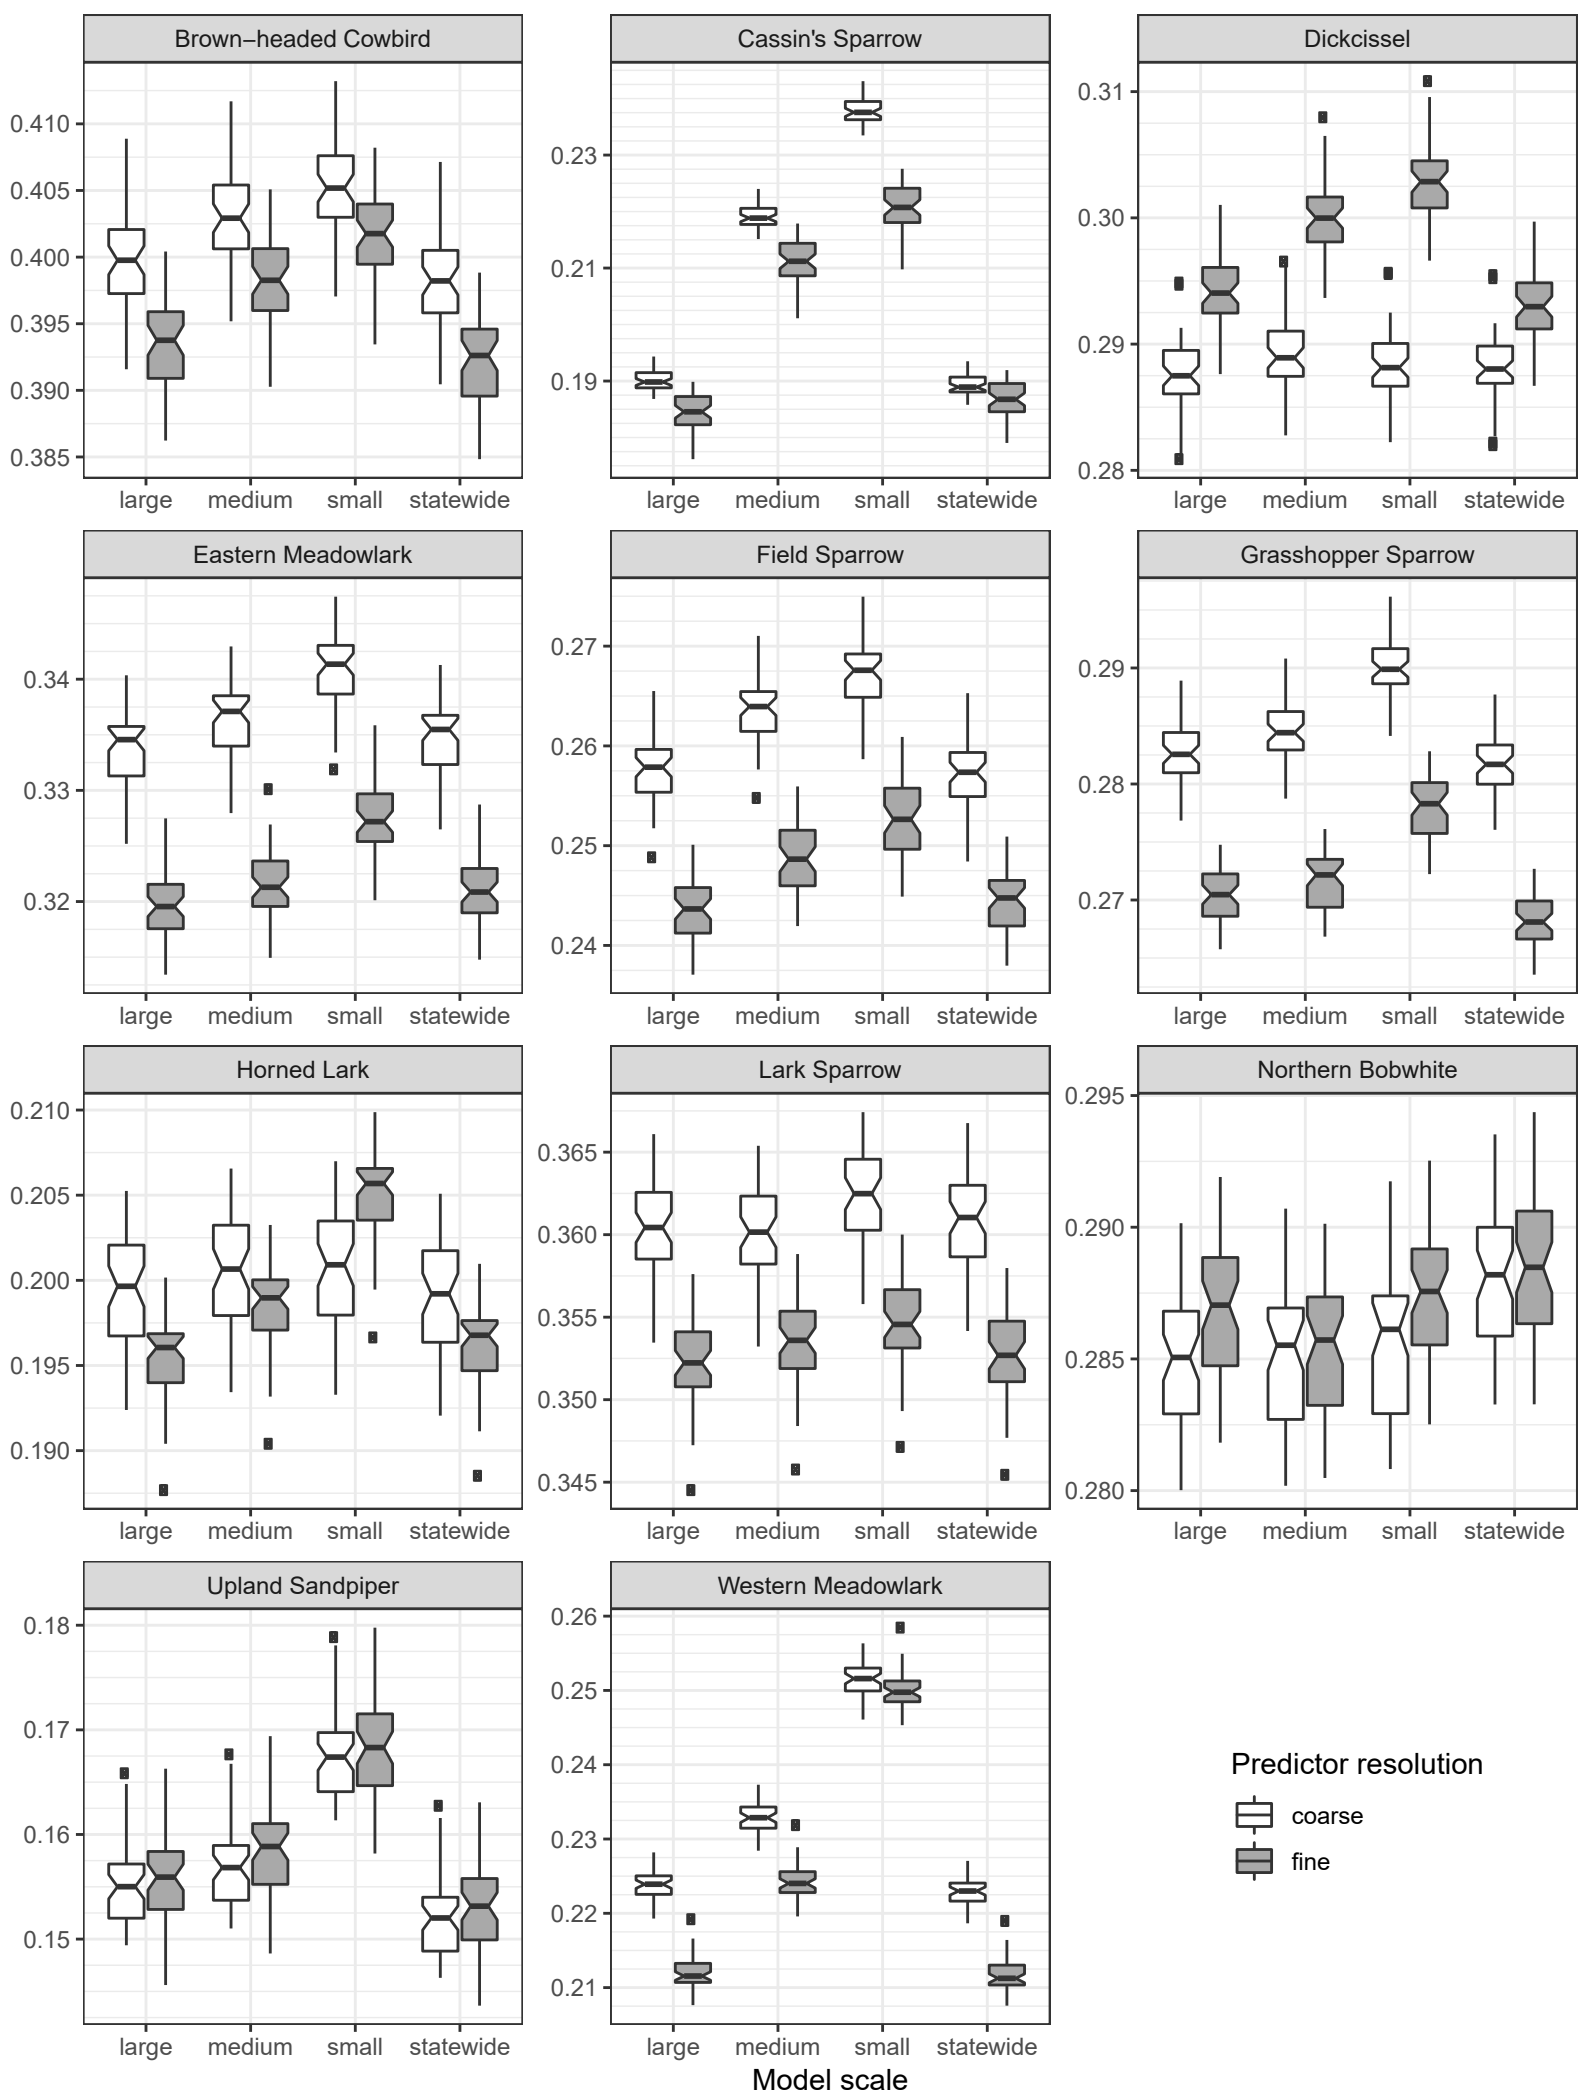 Brown–headed Cowbird
Cassin's Sparrow
Dickcissel
0.410
0.405
0.400
0.395
0.390
0.385
0.23
0.21
0.19
0.31
0.30
0.29
0.28
large medium small statewide
large medium small statewide
large medium small statewide
Eastern Meadowlark
Field Sparrow
Grasshopper Sparrow
0.34
0.33
0.32
0.27
0.26
0.25
0.24
0.29
0.28
0.27
large medium small statewide
large medium small statewide
large medium small statewide
Horned Lark
Lark Sparrow
Northern Bobwhite
0.210
0.205
0.200
0.195
0.190
0.365
0.360
0.355
0.350
0.345
0.295
0.290
0.285
0.280
large medium small statewide
large medium small statewide
large medium small statewide
Upland Sandpiper
Western Meadowlark
0.18
0.17
0.16
0.15
0.26
0.25
0.24
0.23
0.22
0.21
large medium small statewide
large medium small statewide
Model scale
Predictor resolution
coarse
fine